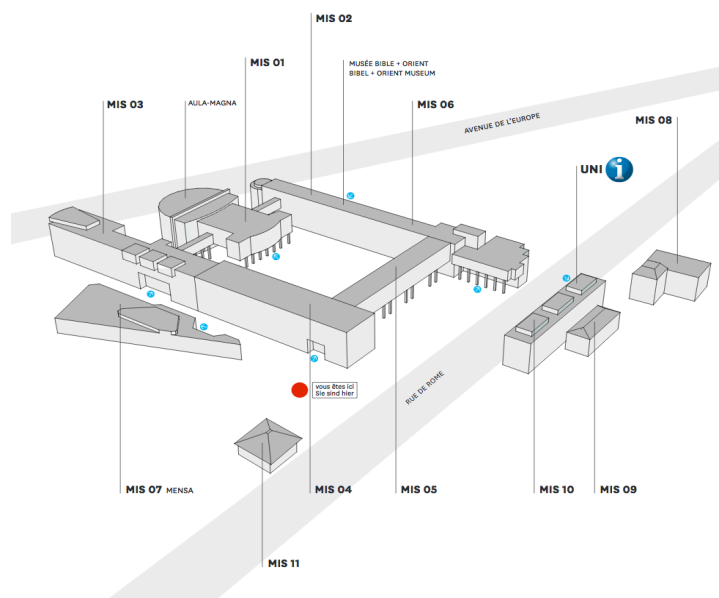 MIS 02
MIS 01
MUSÉE BIBLE + ORIENT
BIBEL + ORIENT MUSEUM
MIS 03
AULA-MAGNA
MIS 06
AVENUE DE L'EUROPE
MIS 08
UNI i
vous êtes ici
Sie sind hier
RUE DE ROME
MIS 07 MENSA
MIS 04
MIS 05
MIS 10
MIS 09
MIS 11